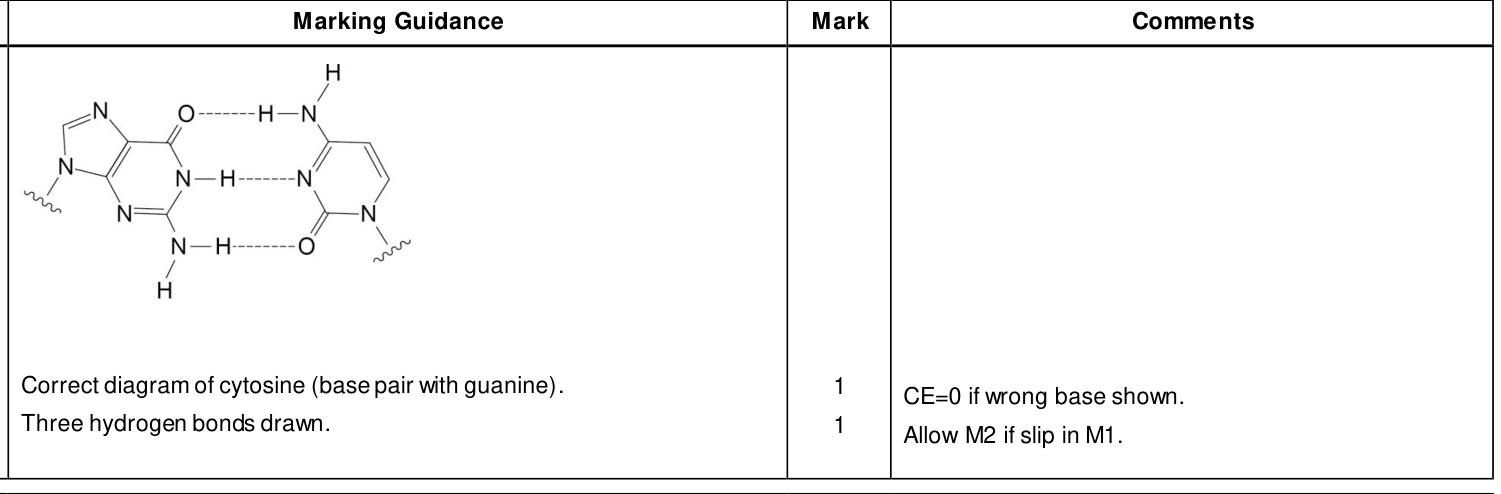 Marking Guidance Mark Comments
H
N O H N
N N H N
N N
N H O
H
Correct diagram of cytosine (base pair with guanine). 1 CE=0 if wrong base shown.
Three hydrogen bonds drawn. 1 Allow M2 if slip in M1.